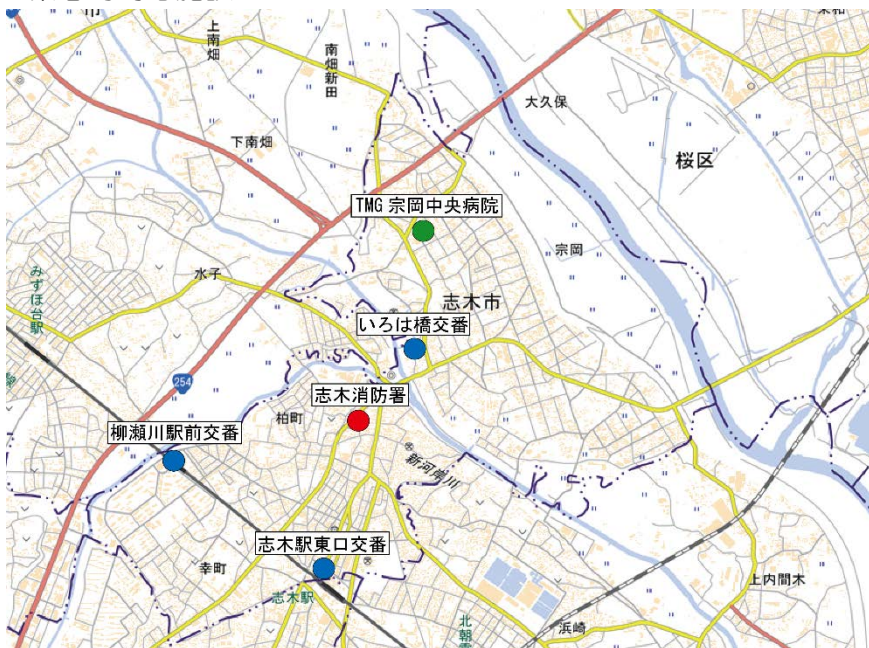 市
上南畑
南畑新田
下南畑
大久保
桜区
TMG 宗岡中央病院
宗岡
水子
みずほ台駅
志木市
いろは橋交番
254
志木消防署
柏町
柳瀬川駅前交番
新河岸川
志木駅東口交番
幸町
志木駅
上内間木
浜崎